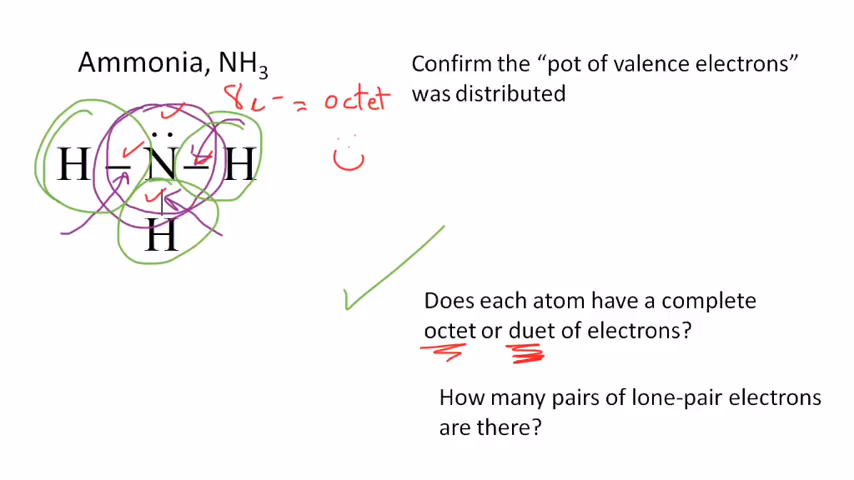 Ammonia, NH₃
8e- = octet
H – N – H
H
Confirm the “pot of valence electrons”
was distributed
Does each atom have a complete
octet or duet of electrons?
How many pairs of lone-pair electrons
are there?